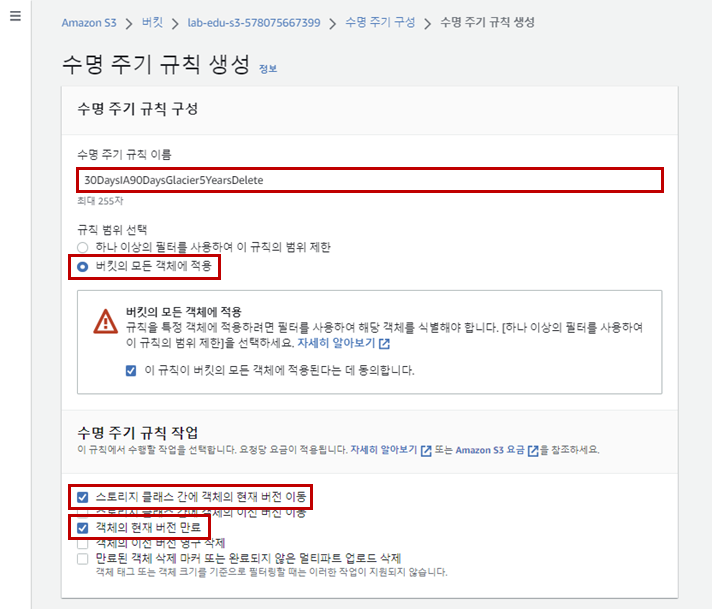 Amazon S3 > 버킷 > lab-edu-s3-578075667399 > 수명 주기 구성 > 수명 주기 규칙 생성
수명 주기 규칙 생성 정보
수명 주기 규칙 구성
수명 주기 규칙 이름
30DaysIA90DaysGlacier5YearsDelete
최대 255자
규칙 범위 선택
하나 이상의 필터를 사용하여 이 규칙의 범위 제한
버킷의 모든 객체에 적용
버킷의 모든 객체에 적용
규칙을 특정 객체에 적용하려면 필터를 사용하여 해당 객체를 식별해야 합니다. [하나 이상의 필터를 사용하여
이 규칙의 범위 제한]을 선택하세요. 자세히 알아보기
이 규칙이 버킷의 모든 객체에 적용된다는 데 동의합니다.
수명 주기 규칙 작업
이 규칙에서 수행할 작업을 선택합니다. 요청당 요금이 적용됩니다. 자세히 알아보기 또는 Amazon S3 요금을 참조하세요.
스토리지 클래스 간에 객체의 현재 버전 이동
스토리지 클래스 간에 객체의 이전 버전 이동
객체의 현재 버전 만료
객체의 이전 버전 영구 삭제
만료된 객체 삭제 마커 또는 완료되지 않은 멀티파트 업로드 삭제
객체 태그 또는 객체 크기를 기준으로 필터링할 때는 이러한 작업이 지원되지 않습니다.